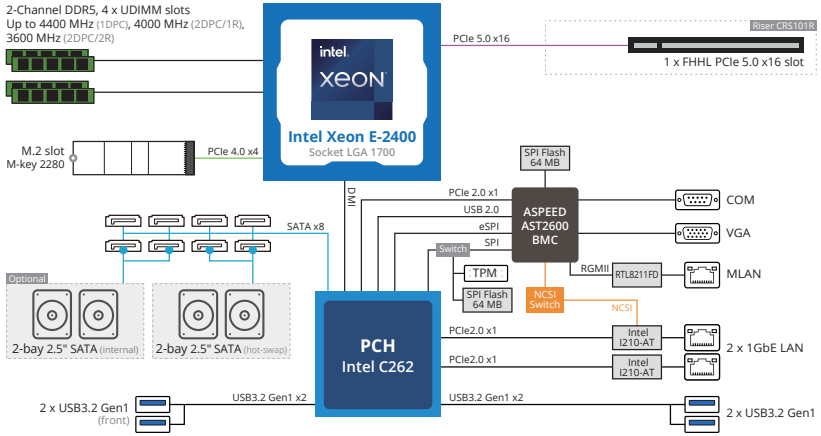 2-Channel DDR5, 4 x UDIMM slots
Up to 4400 MHz (1DPC), 4000 MHz (2DPC/1R),
3600 MHz (2DPC/2R)
intel.
xeon
Intel Xeon E-2400
Socket LGA 1700
PCIe 5.0 x16
Riser CRS101R
1 x FHHL PCIe 5.0 x16 slot
M.2 slot
M-key 2280
PCIe 4.0 x4
DMI
SPI Flash
64 MB
PCIe 2.0 x1
USB 2.0
eSPI
SPI
ASPEED
AST2600
BMC
COM
VGA
SATA x8
Switch
TPM
SPI Flash
64 MB
RGMII
RTL8211FD
MLAN
NCSI
Switch
NCSI
Optional
2-bay 2.5" SATA (internal)
2-bay 2.5" SATA (hot-swap)
PCH
Intel C262
PCIe2.0 x1
Intel
I210-AT
PCIe2.0 x1
Intel
I210-AT
2 x 1GbE LAN
2 x USB3.2 Gen1
(front)
USB3.2 Gen1 x2
USB3.2 Gen1 x2
2 x USB3.2 Gen1